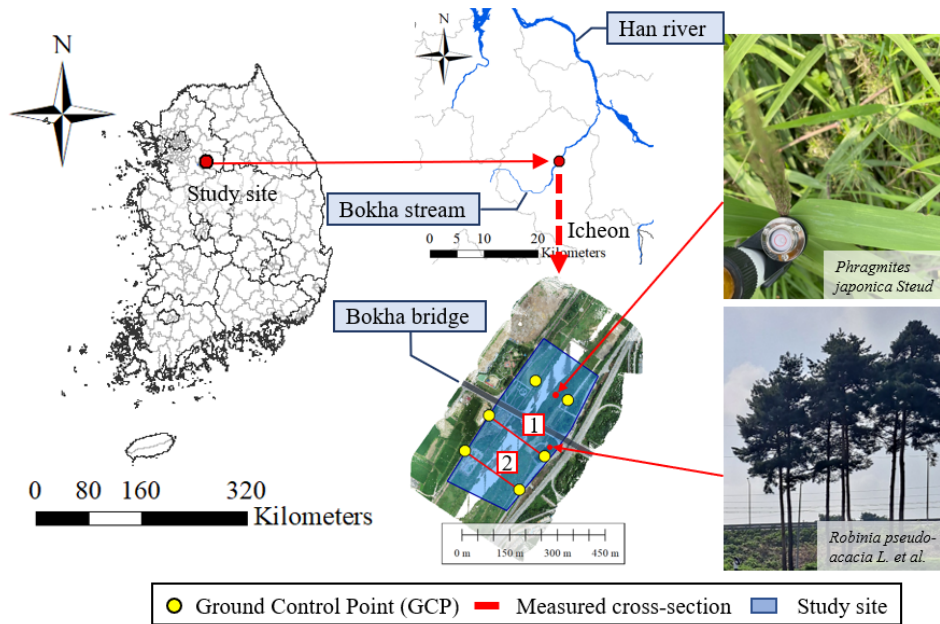 N
Study site
0 80 160 320
Kilometers
N
Han river
Bokha stream
Icheon
0 5 10 20
Kilometers
Bokha bridge
1
2
0 m 150 m 300 m 450 m
Phragmites
japonica Steud
Robinia pseudo-
acacia L. et al.
Ground Control Point (GCP) Measured cross-section Study site